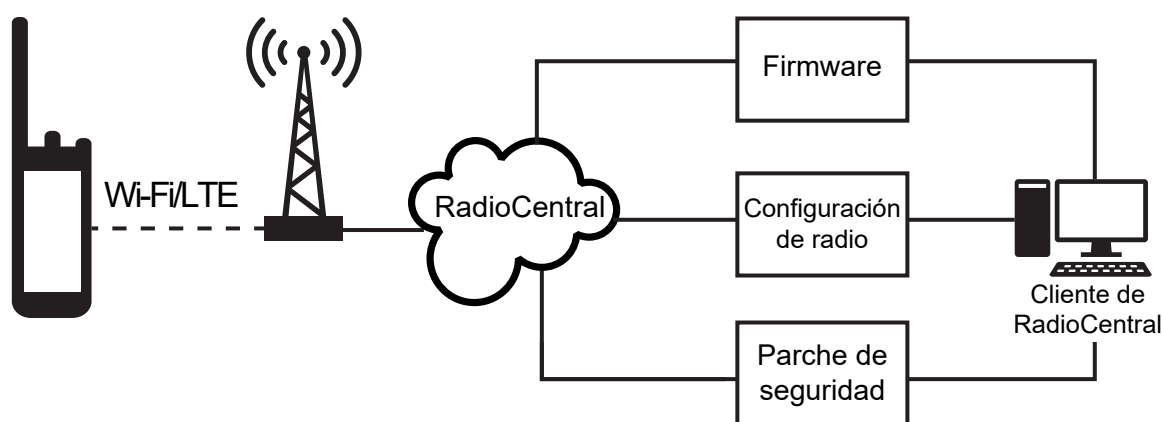 Firmware
Wi-Fi/LTE
RadioCentral
Configuración
de radio
Cliente de
RadioCentral
Parche de
seguridad